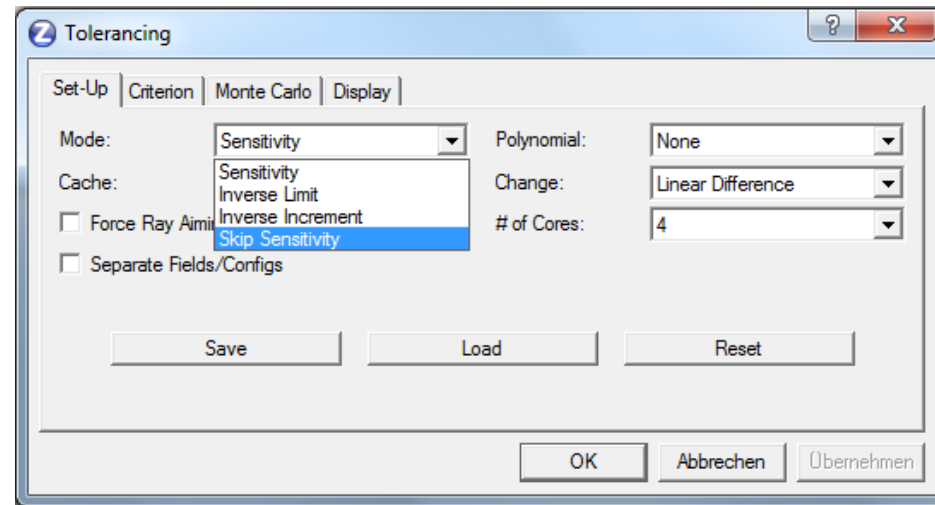 Tolerancing
Set-Up Criterion Monte Carlo Display
Mode: Sensitivity Polynomial: None
Sensitivity
Cache: Change: Linear Difference
Inverse Limit
Force Ray Aimi Inverse Increment # of Cores: 4
Skip Sensitivity
Separate Fields/Configs
Save Load Reset
OK Abbrechen Übernehmen